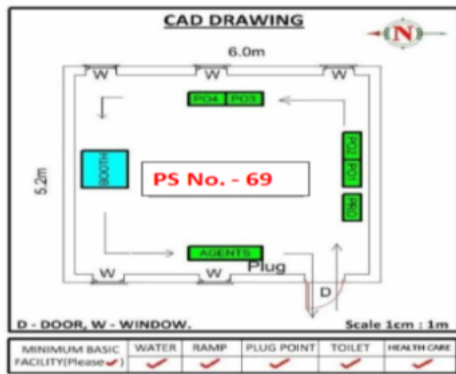 CAD DRAWING
N
6.0m
W W W
PO4 PO3
5.2m
BOOTH
PS No. - 69
PO2
PO1
PRO
AGENTS
Plug
W W
D
D - DOOR, W - WINDOW. Scale 1cm : 1m
MINIMUM BASIC FACILITY(Please✓) WATER RAMP PLUG POINT TOILET HEALTH CARE